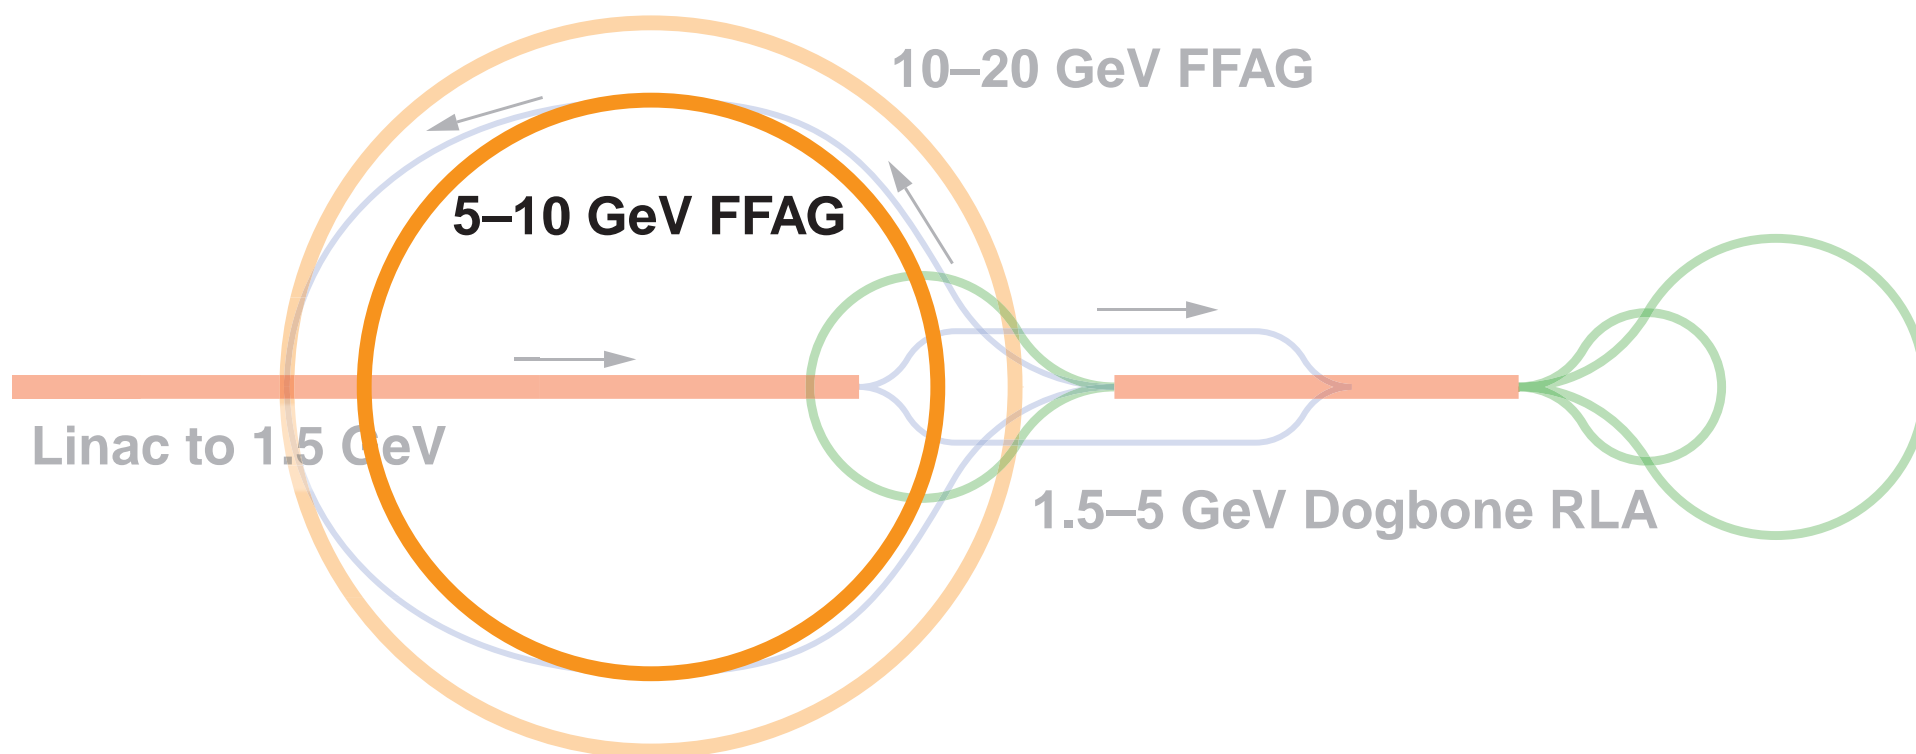 10–20 GeV FFAG
5–10 GeV FFAG
Linac to 1.5 GeV
1.5–5 GeV Dogbone RLA